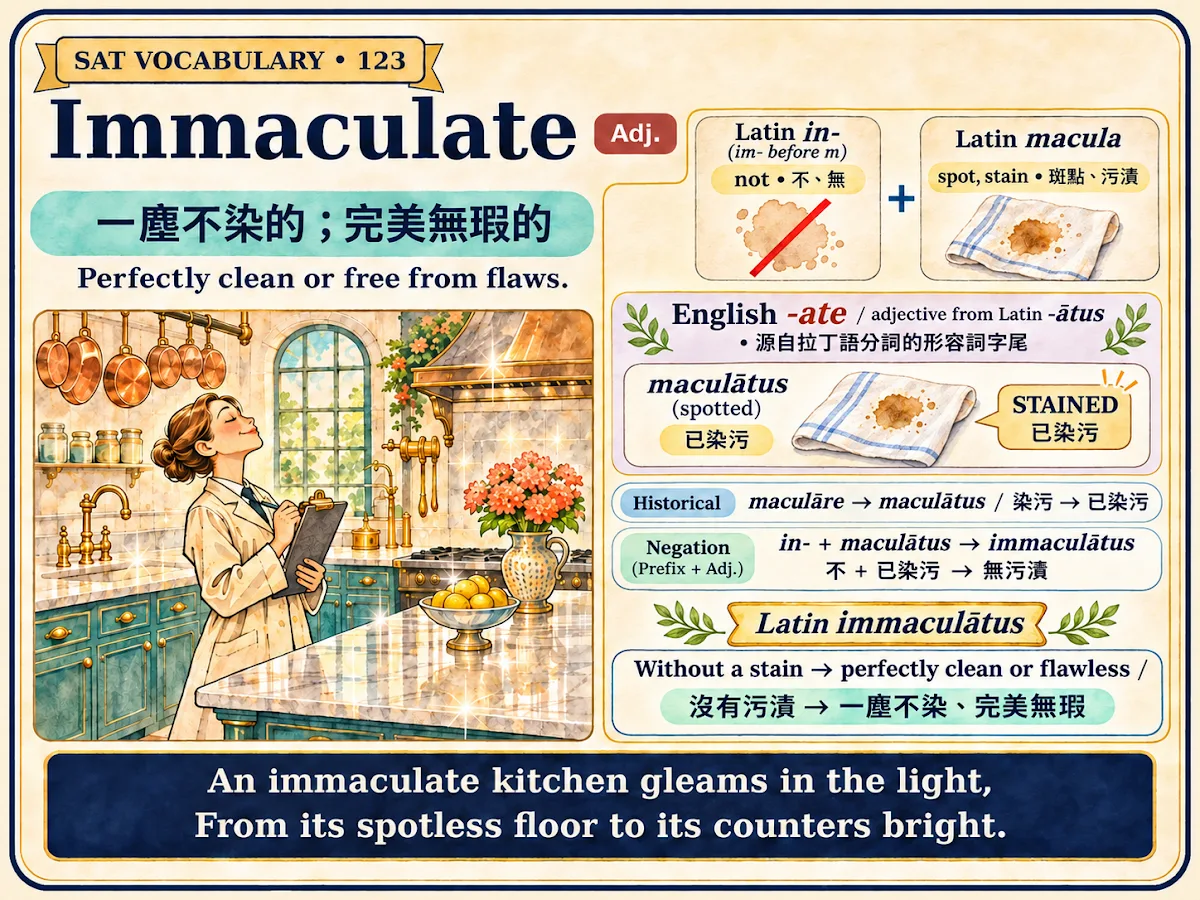 SAT VOCABULARY • 123
Immaculate
Adj.
一塵不染的；完美無瑕的
Perfectly clean or free from flaws.
Latin in-
(im- before m)
not • 不、無
+
Latin macula
spot, stain • 斑點、污漬
English -ate / adjective from Latin -ātus
• 源自拉丁語分詞的形容詞字尾
maculātus
(spotted)
已染污
STAINED
已染污
Historical maculāre → maculātus / 染污 → 已染污
Negation
(Prefix + Adj.)
in- + maculātus → immaculātus
不 + 已染污 → 無污漬
Latin immaculātus
Without a stain → perfectly clean or flawless /
沒有污漬 → 一塵不染、完美無瑕
An immaculate kitchen gleams in the light,
From its spotless floor to its counters bright.